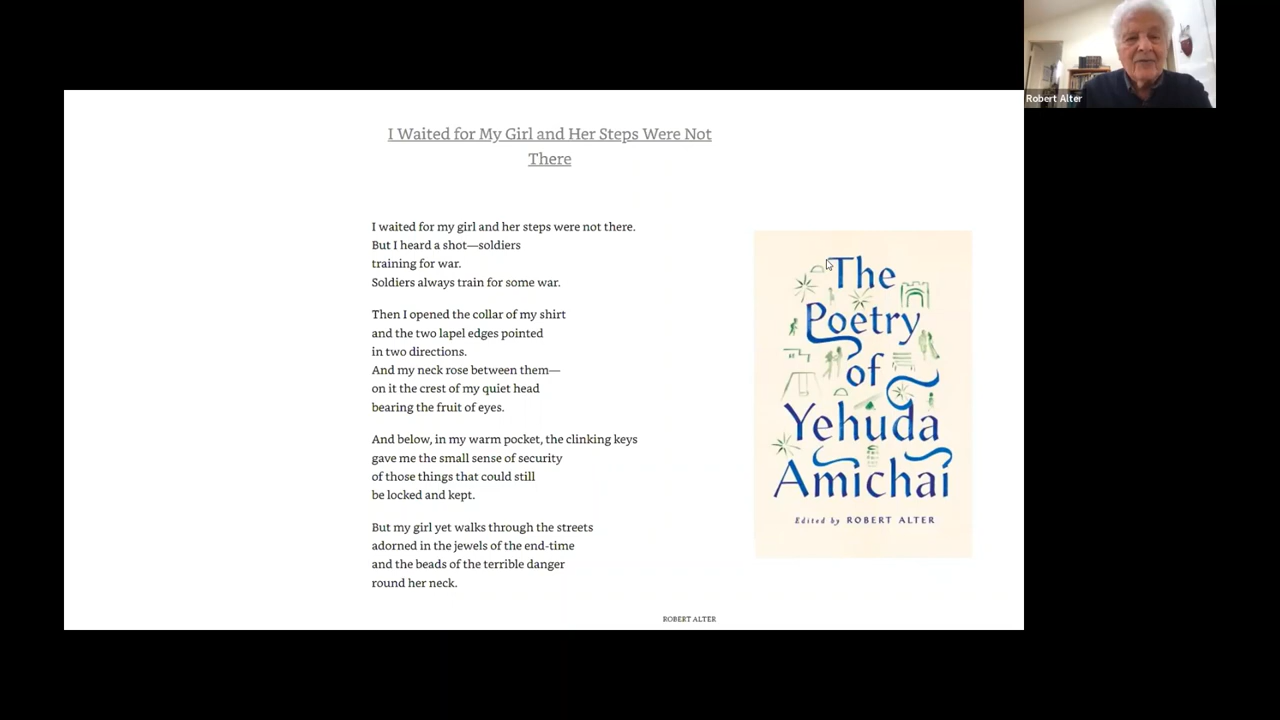 Robert Alter
I Waited for My Girl and Her Steps Were Not
There
I waited for my girl and her steps were not there.
But I heard a shot—soldiers
training for war.
Soldiers always train for some war.
Then I opened the collar of my shirt
and the two lapel edges pointed
in two directions.
And my neck rose between them—
on it the crest of my quiet head
bearing the fruit of eyes.
And below, in my warm pocket, the clinking keys
gave me the small sense of security
of those things that could still
be locked and kept.
But my girl yet walks through the streets
adorned in the jewels of the end-time
and the beads of the terrible danger
round her neck.
ROBERT ALTER
The
Poetry
of
Yehuda
Amichai
Edited by ROBERT ALTER